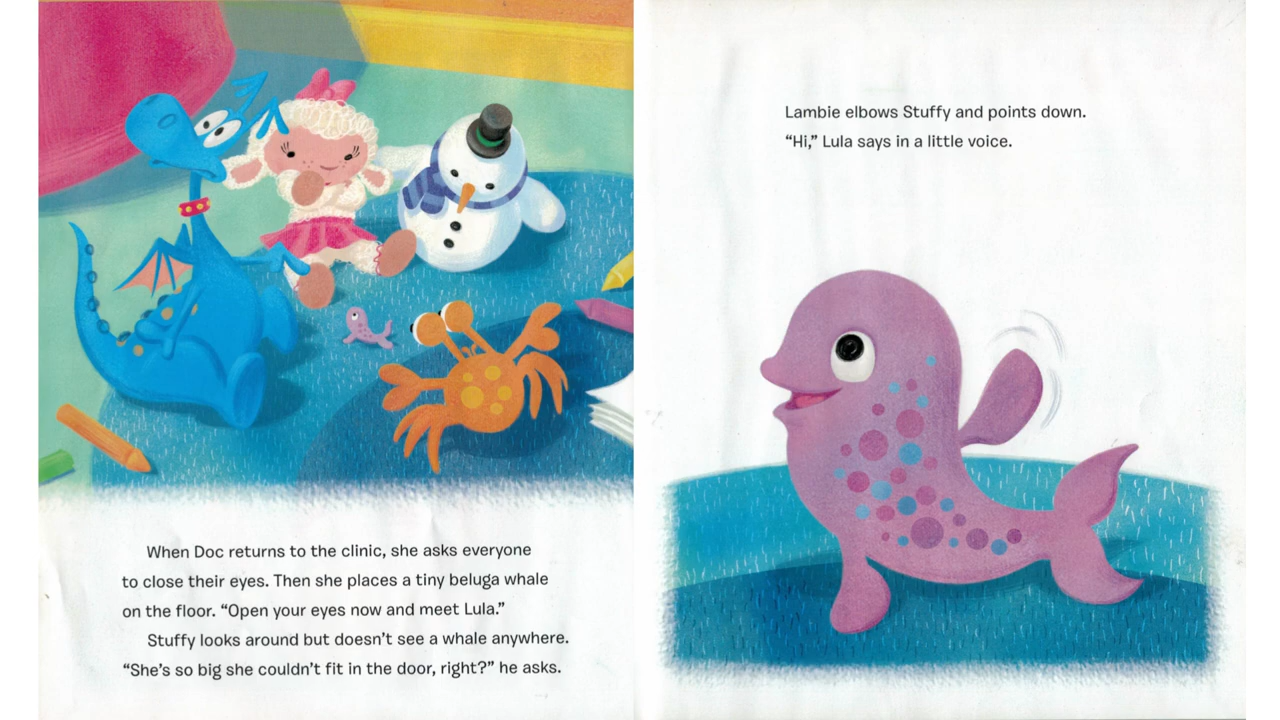 When Doc returns to the clinic, she asks everyone
to close their eyes. Then she places a tiny beluga whale
on the floor. “Open your eyes now and meet Lula.”
Stuffy looks around but doesn’t see a whale anywhere.
“She’s so big she couldn’t fit in the door, right?” he asks.
Lambie elbows Stuffy and points down.
“Hi,” Lula says in a little voice.